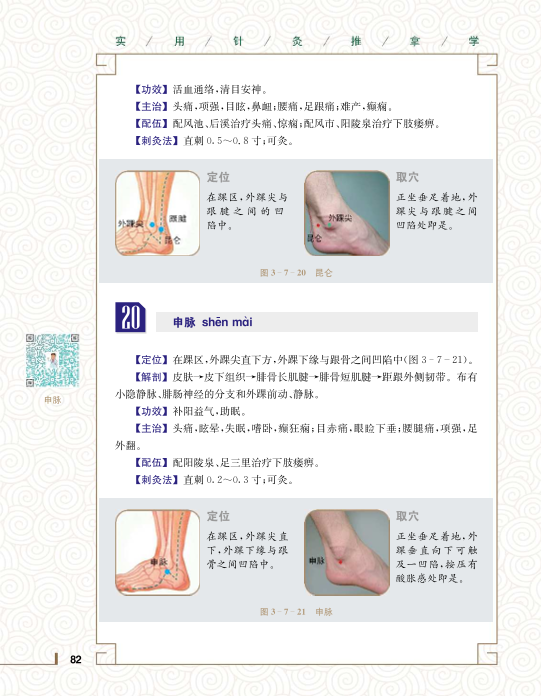 实 / 用 / 针 / 灸 / 推 / 拿 / 学
【功效】活血通络,清目安神。
【主治】头痛,项强,目眩,鼻衄;腰痛,足跟痛;难产,癫痫。
【配伍】配风池、后溪治疗头痛、惊痫;配风市、阳陵泉治疗下肢痿痹。
【刺灸法】直刺 0.5~0.8 寸;可灸。
定位
在踝区,外踝尖与
跟腱之间的凹
陷中。
外踝尖
跟腱
昆仑
取穴
正坐垂足着地,外
踝尖与跟腱之间
凹陷处即是。
外踝尖
昆仑
图 3-7-20 昆仑
20
申脉 shēn mài
【定位】在踝区,外踝尖直下方,外踝下缘与跟骨之间凹陷中(图 3-7-21)。
【解剖】皮肤→皮下组织→腓骨长肌腱→腓骨短肌腱→距跟外侧韧带。布有
小隐静脉、腓肠神经的分支和外踝前动、静脉。
【功效】补阳益气,助眠。
【主治】头痛,眩晕,失眠,嗜卧,癫狂痫;目赤痛,眼睑下垂;腰腿痛,项强,足
外翻。
【配伍】配阳陵泉、足三里治疗下肢痿痹。
【刺灸法】直刺 0.2~0.3 寸;可灸。
申脉
定位
在踝区,外踝尖直
下,外踝下缘与跟
骨之间凹陷中。
申脉
取穴
正坐垂足着地,外
踝垂直向下可触
及一凹陷,按压有
酸胀感处即是。
申脉
图 3-7-21 申脉
82